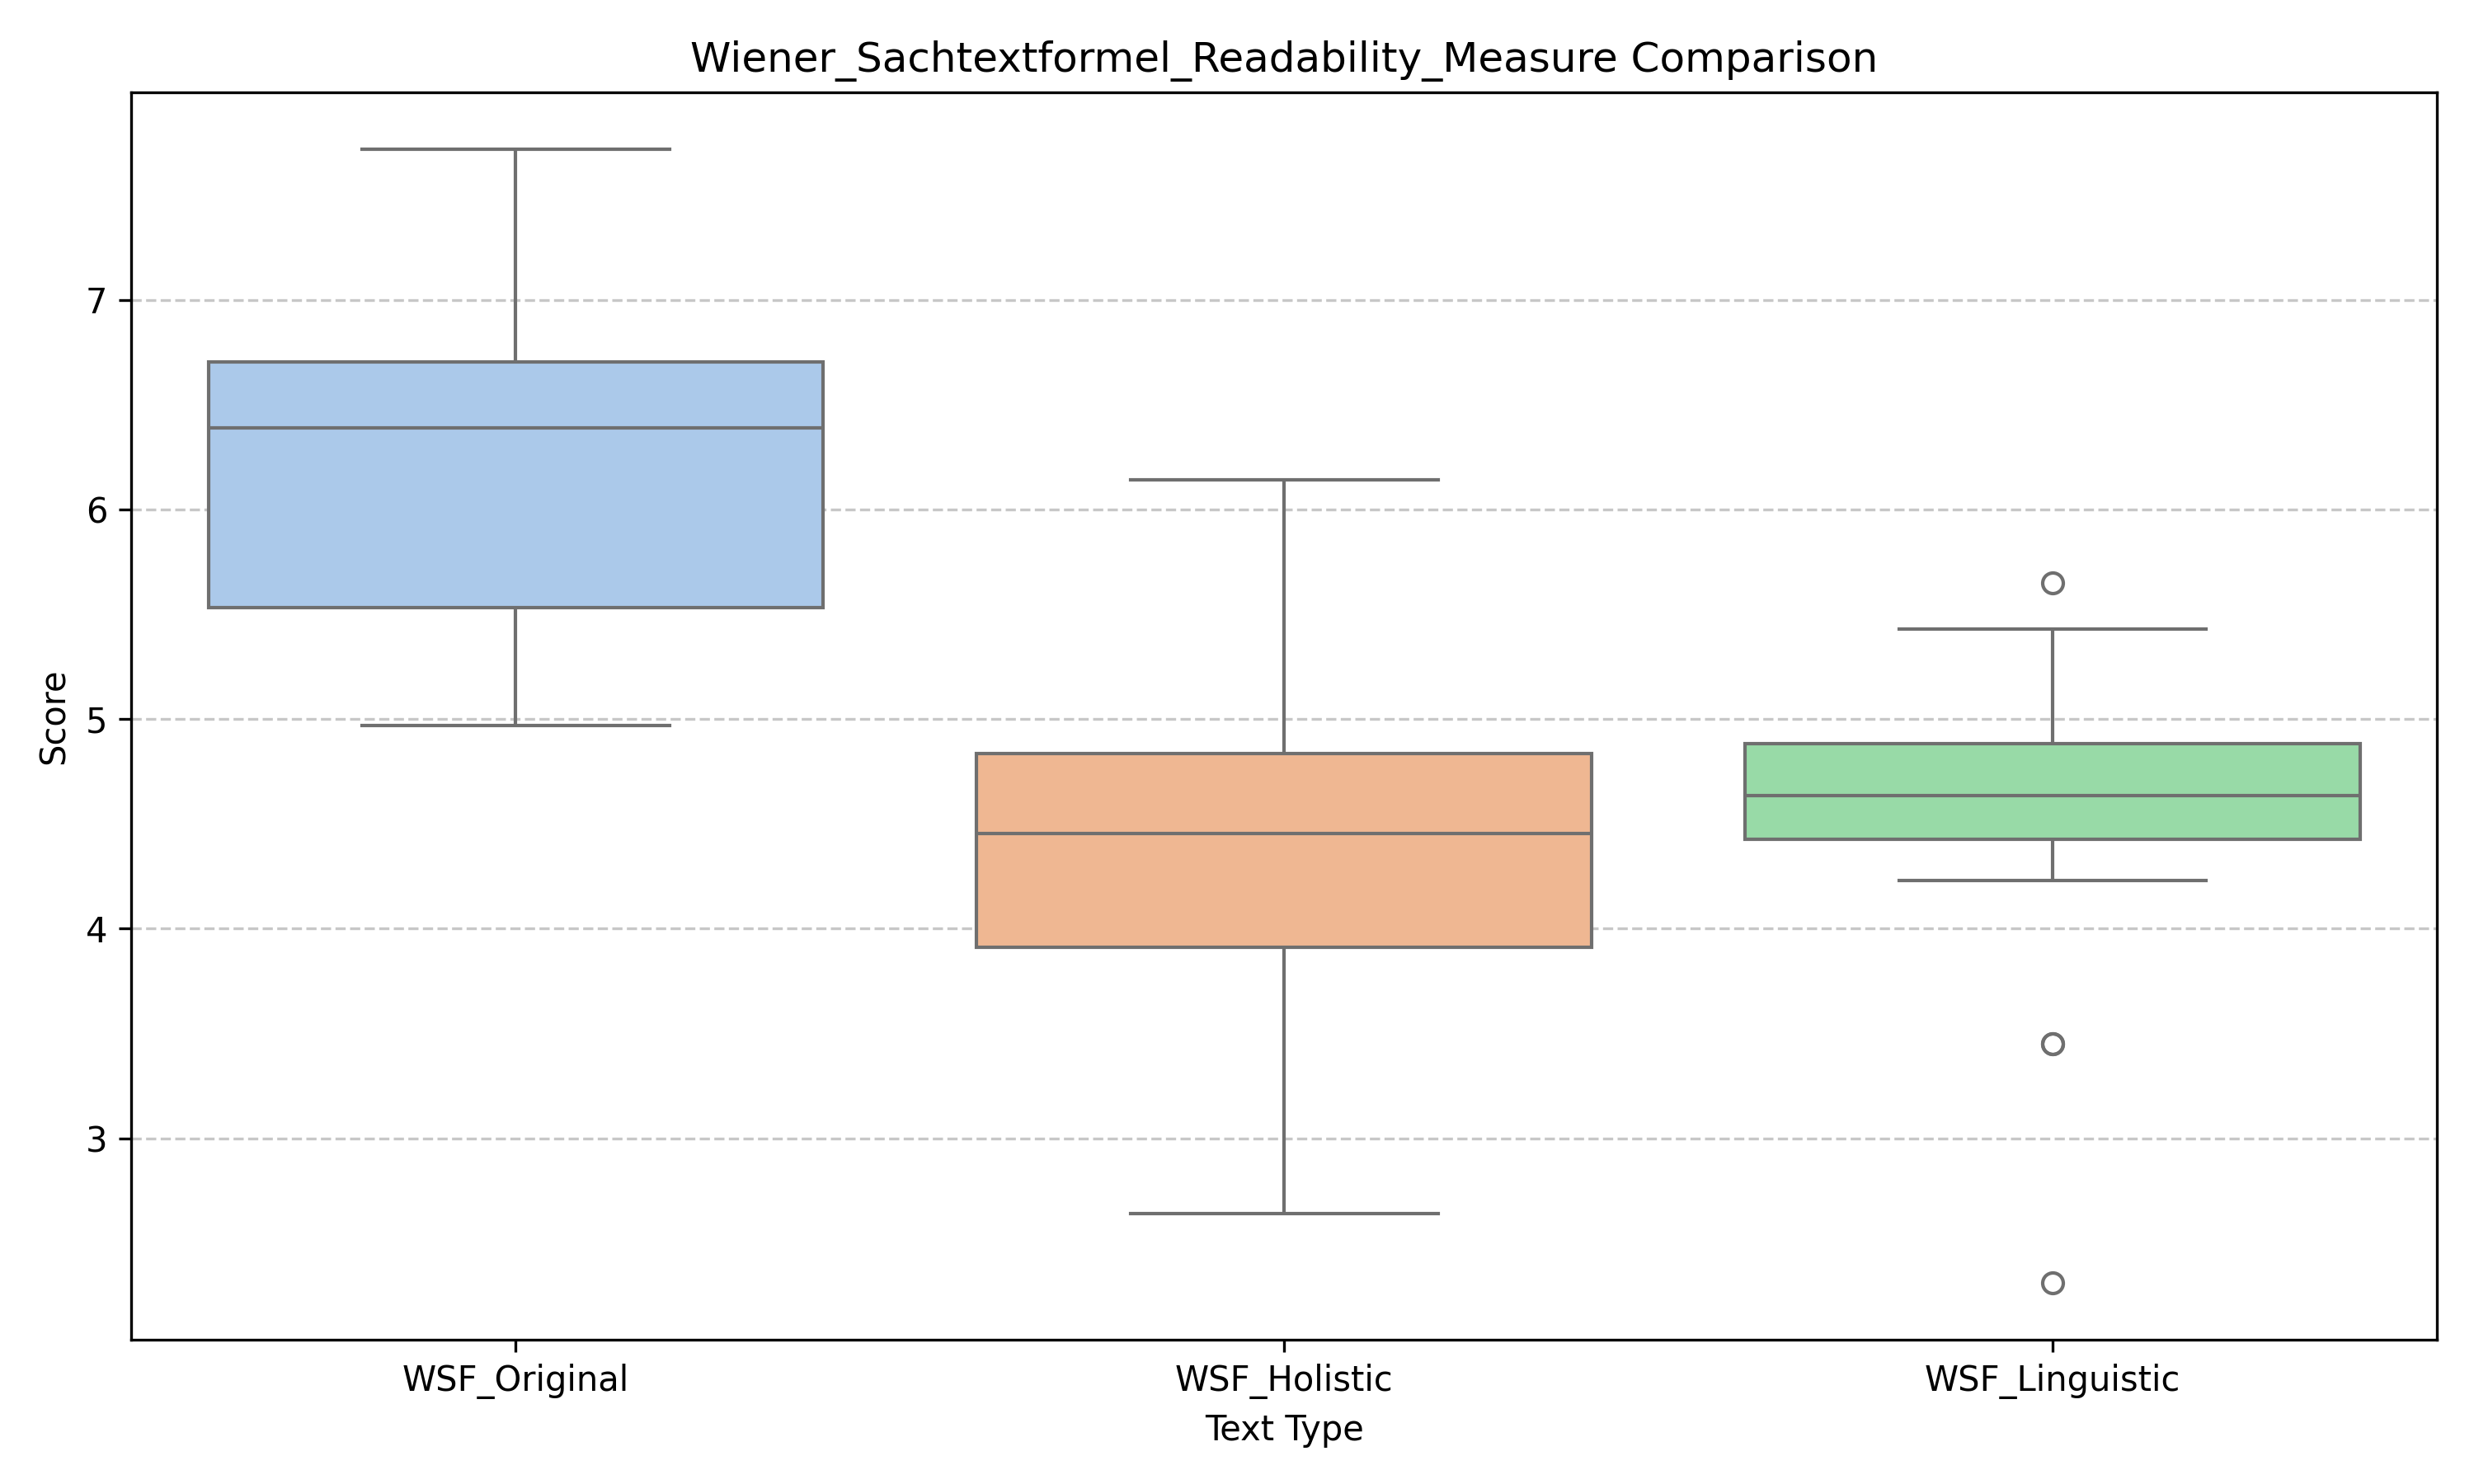 Wiener_Sachtextformel_Readability_Measure Comparison
7
6
5
4
3
Score
WSF_Original
WSF_Holistic
WSF_Linguistic
Text Type